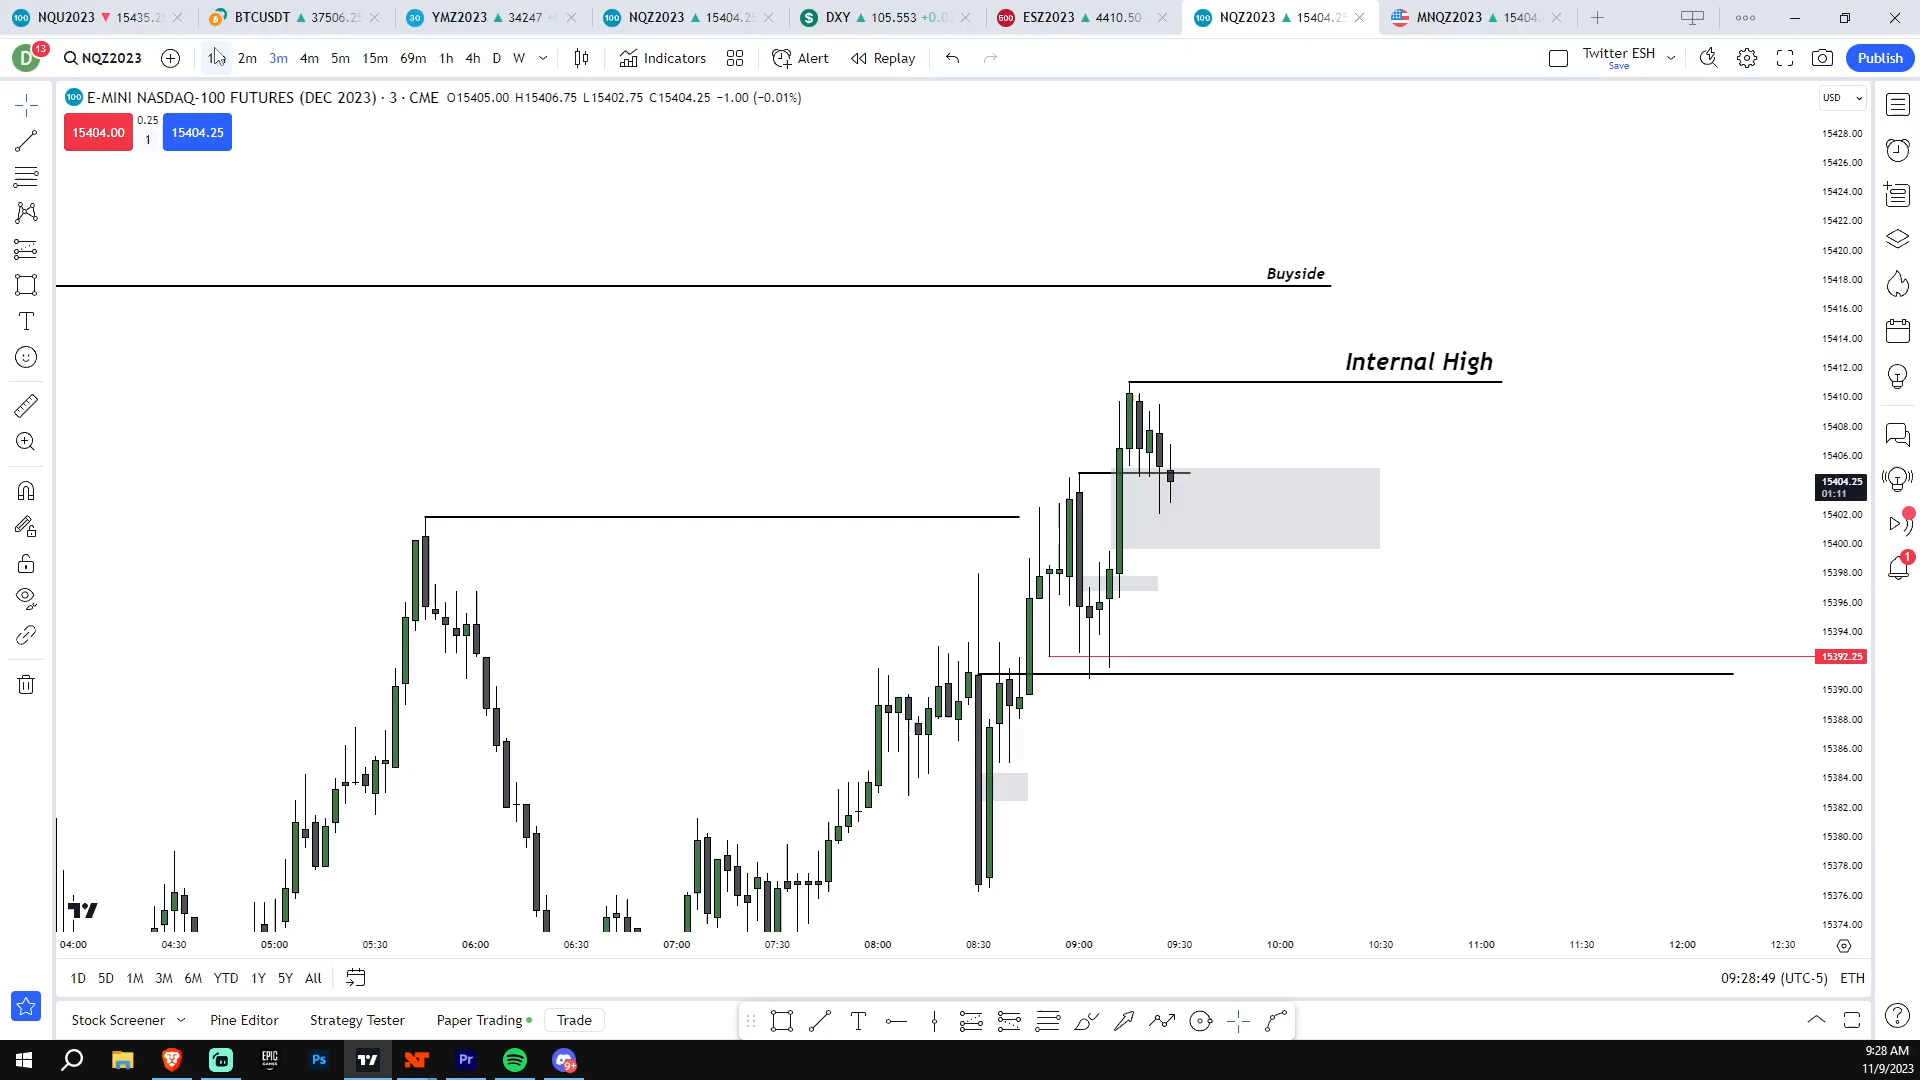 NQU2023 ▼ 15435.2
BTCUSDT ▲ 37506.25
YMZ2023 ▲ 34247
NQZ2023 ▲ 15404.
DXY ▲ 105.553 +0.0
ESZ2023 ▲ 4410.50
NQZ2023 ▲ 15404.25
MNQZ2023 ▲ 15404
D 13 NQZ2023 1m 2m 3m 4m 5m 15m 69m 1h 4h D W Indicators Alert Replay Twitter ESH Save Publish
E-MINI NASDAQ-100 FUTURES (DEC 2023) · 3 · CME O15405.00 H15406.75 L15402.75 C15404.25 −1.00 (−0.01%)
USD
15404.00 0.25 1 15404.25
Buyside
Internal High
15428.00
15426.00
15424.00
15422.00
15420.00
15418.00
15416.00
15414.00
15412.00
15410.00
15408.00
15406.00
15404.25
01:11
15402.00
15400.00
15398.00
15396.00
15394.00
15392.25
15390.00
15388.00
15386.00
15384.00
15382.00
15380.00
15378.00
15376.00
15374.00
04:00 04:30 05:00 05:30 06:00 06:30 07:00 07:30 08:00 08:30 09:00 09:30 10:00 10:30 11:00 11:30 12:00 12:30
1D 5D 1M 3M 6M YTD 1Y 5Y All 09:28:49 (UTC-5) ETH
Stock Screener Pine Editor Strategy Tester Paper Trading Trade
EPIC GAMES Ps Pr 9+
9:28 AM
11/9/2023